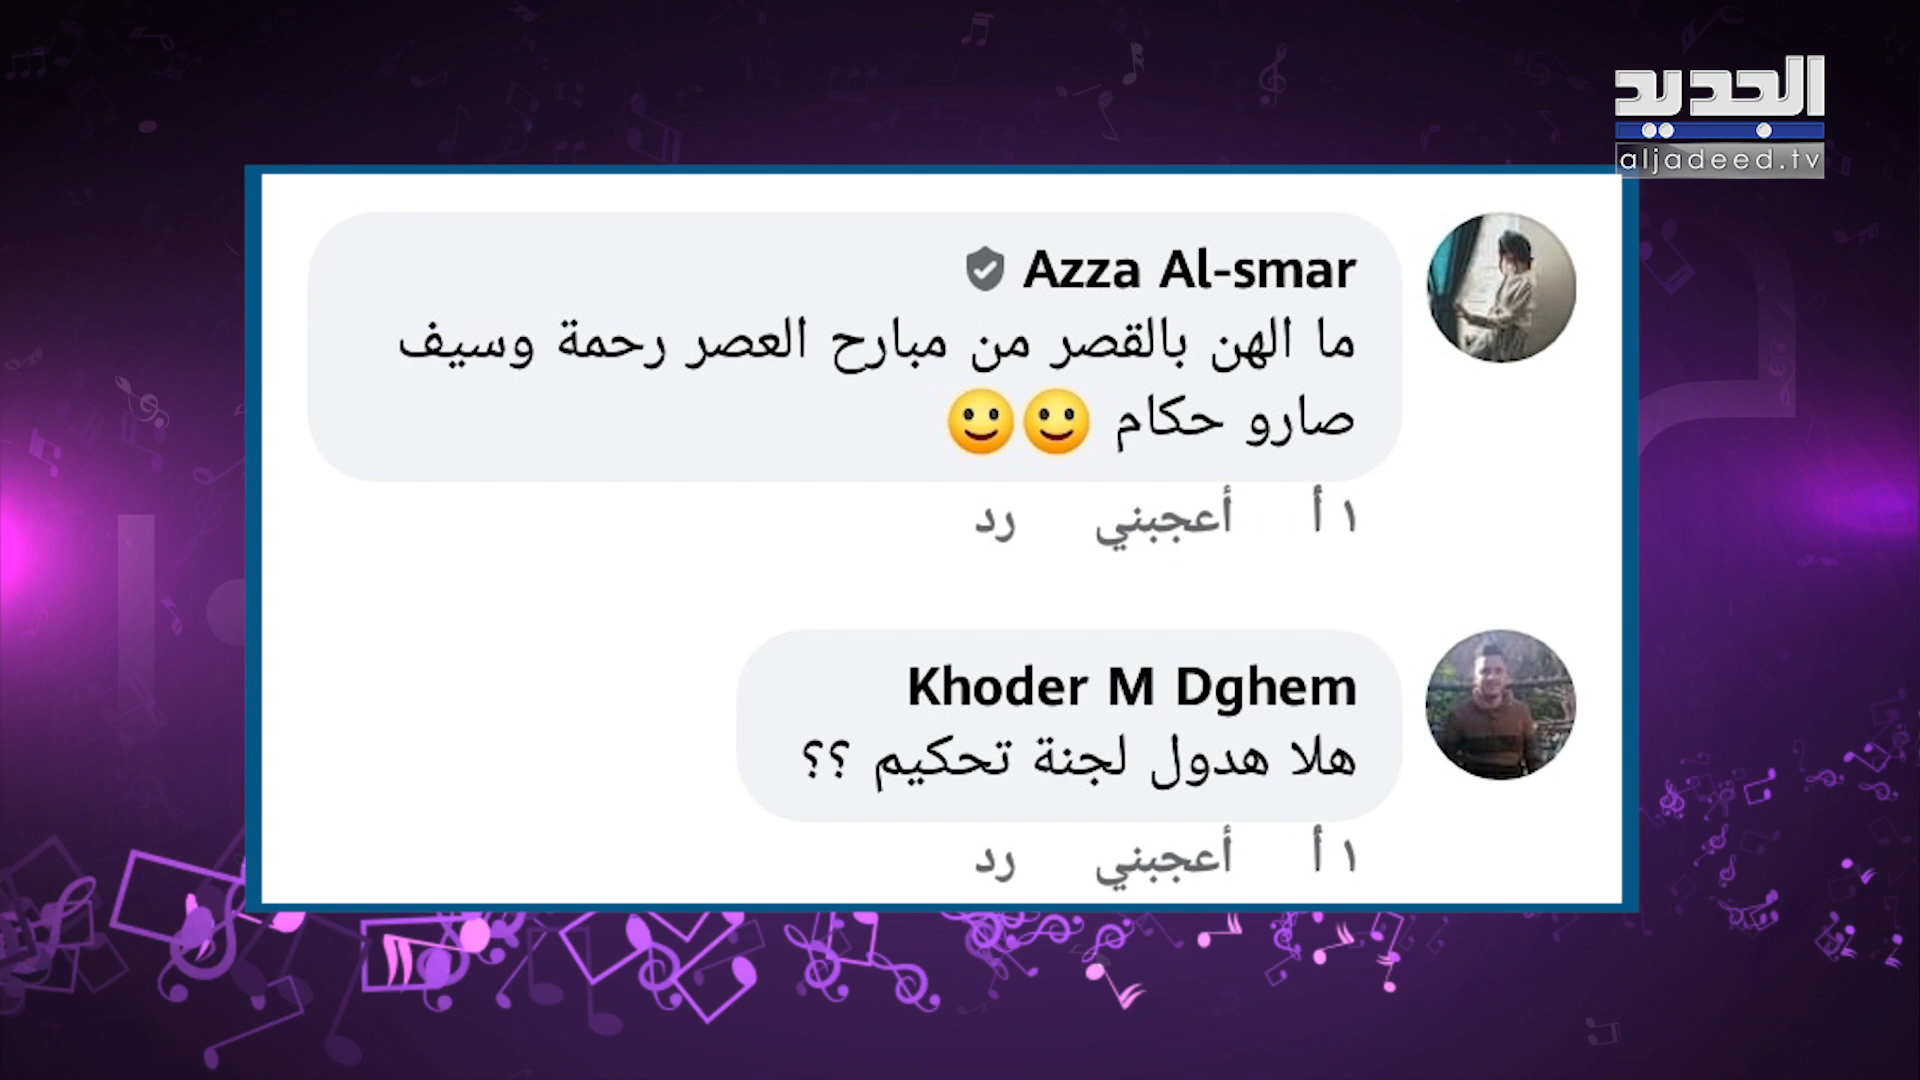 الجديد
aljadeed.tv
Azza Al-smar
ما الهن بالقصر من مبارح العصر رحمة وسيف
صارو حكام 🙂🙂
١ أ أعجبني رد
Khoder M Dghem
هلا هدول لجنة تحكيم ؟؟
١ أ أعجبني رد